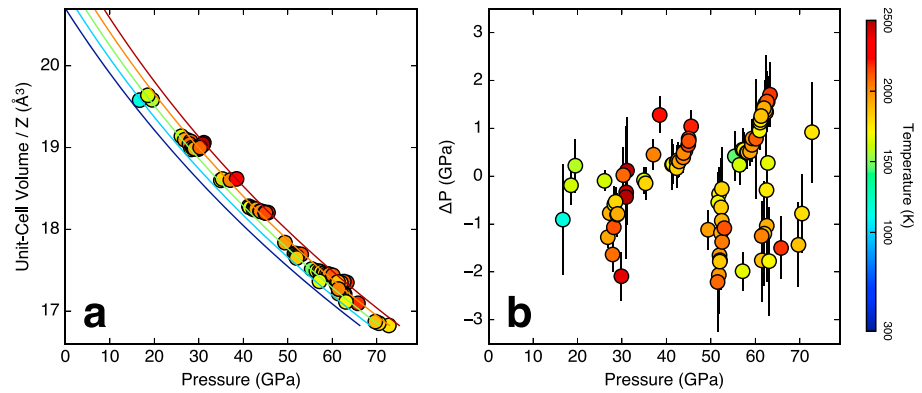 20
19
18
17
Unit-Cell Volume / Z (Å³)
a
0 10 20 30 40 50 60 70
Pressure (GPa)
3
2
1
0
−1
−2
−3
ΔP (GPa)
b
0 10 20 30 40 50 60 70
Pressure (GPa)
2500
2000
1500
1000
300
Temperature (K)